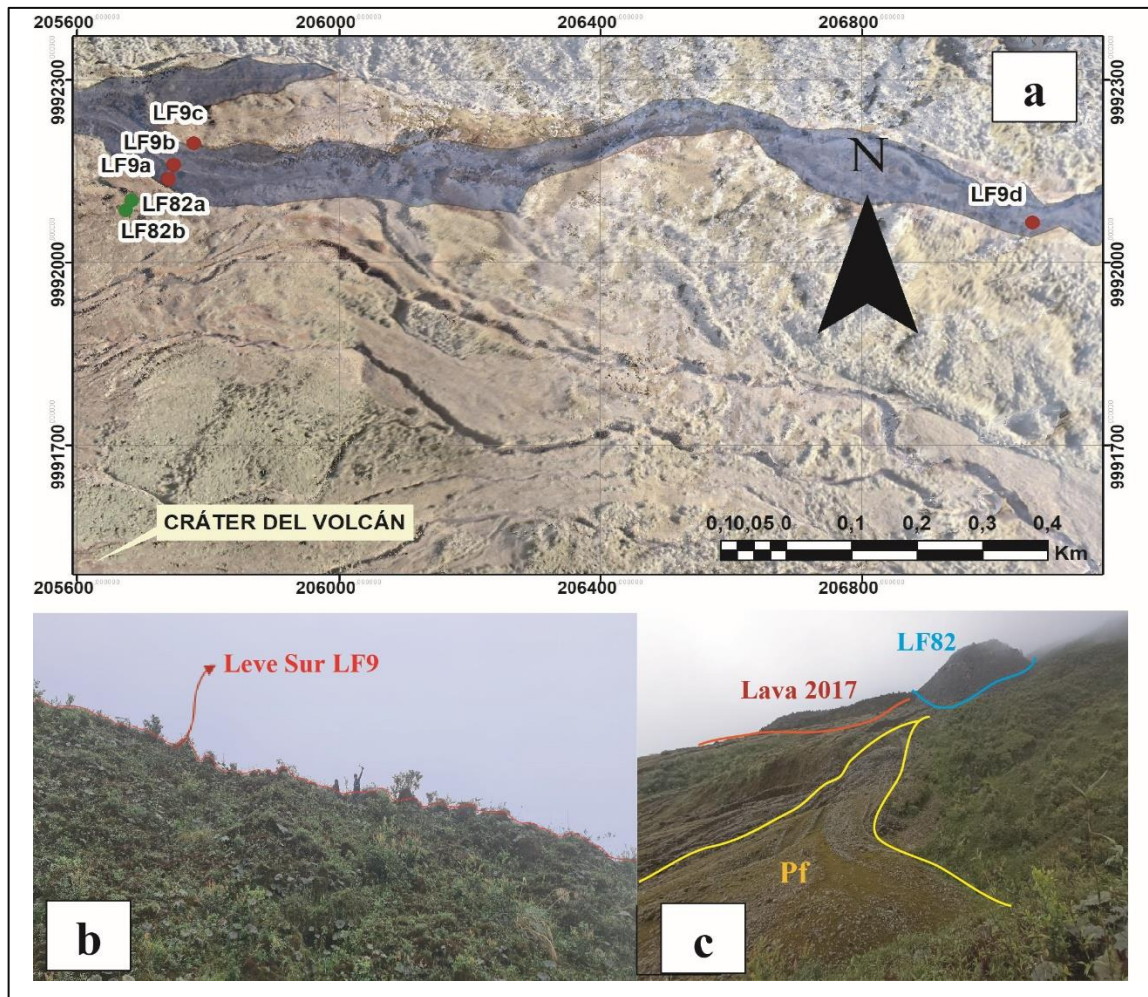 205600 206000 206400 206800
a
9992300 9992300
LF9c
LF9b
LF9a
LF82a
LF82b
N
LF9d
9992000 9992000
9991700 9991700
CRÁTER DEL VOLCÁN
0,1 0,05 0 0,1 0,2 0,3 0,4
Km
205600 206000 206400 206800
Leve Sur LF9
b
LF82
Lava 2017
Pf
c